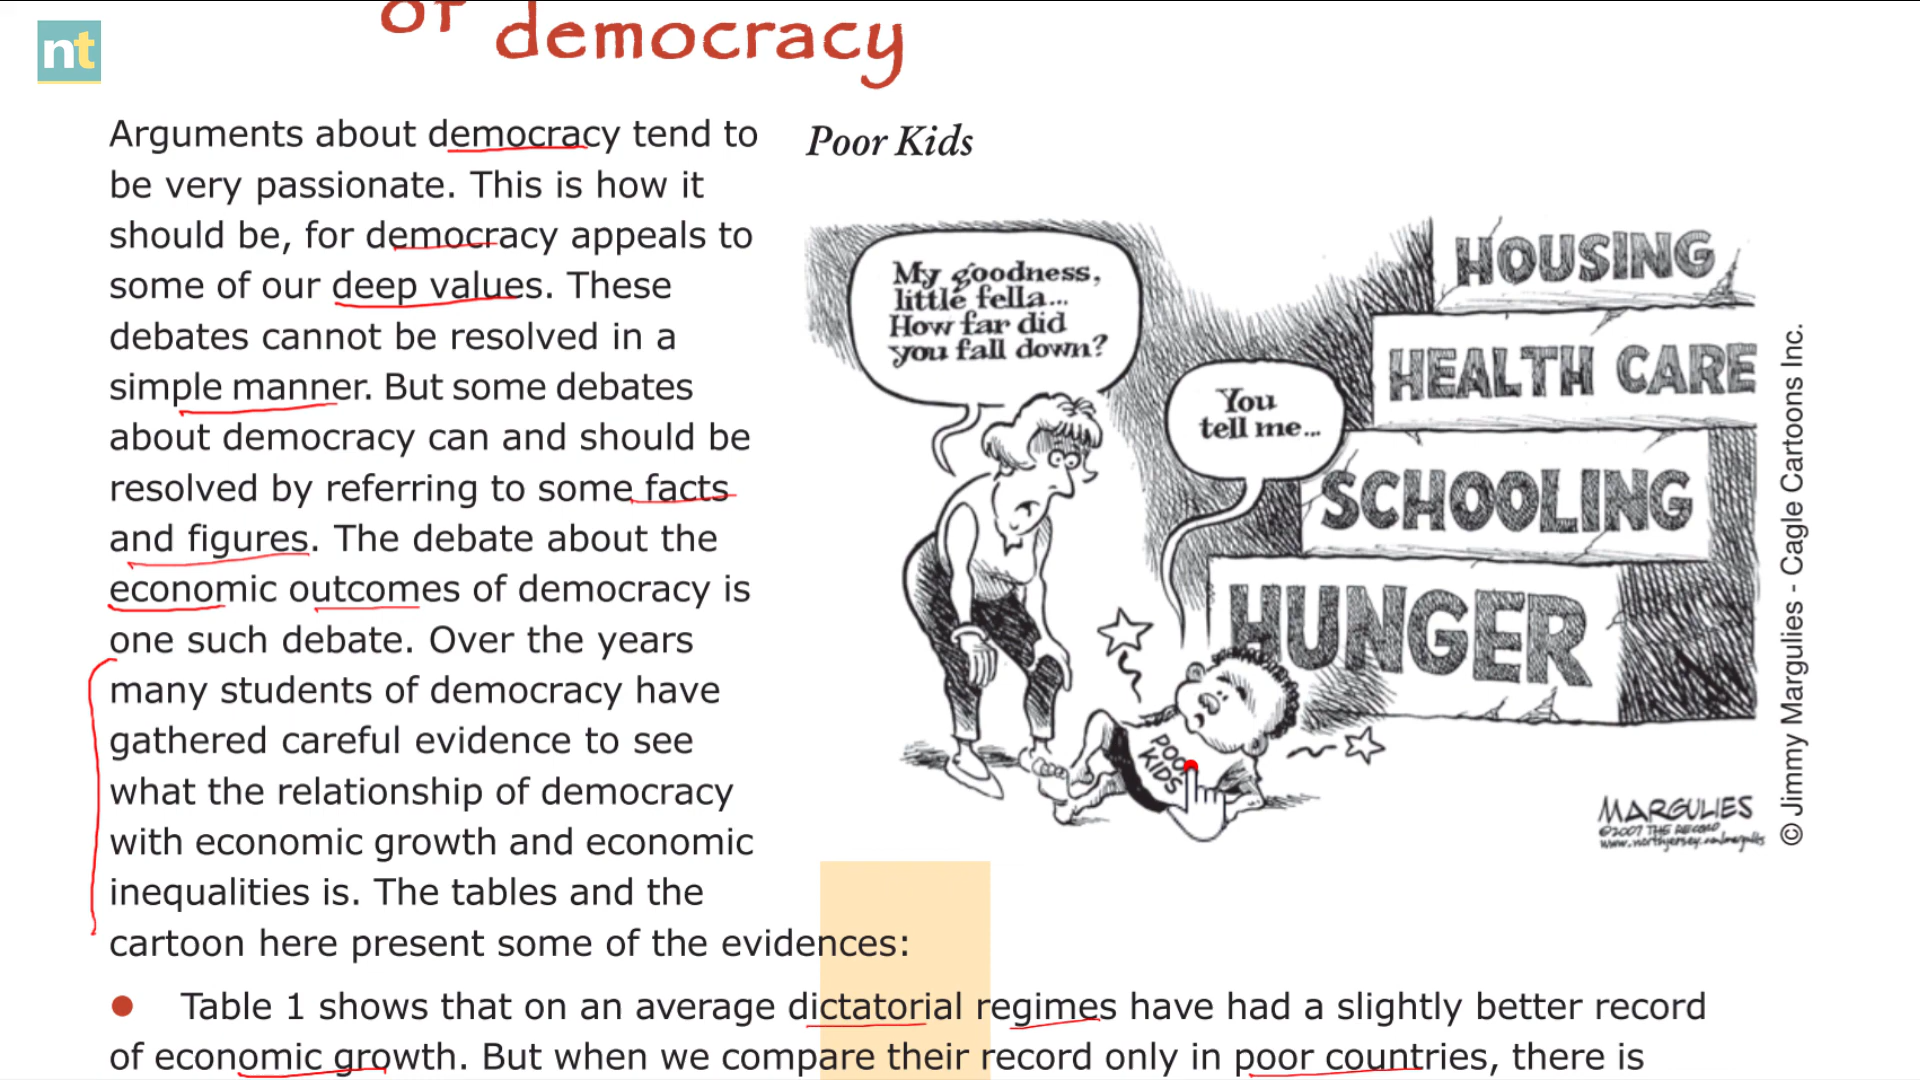 nt
of
democracy
Arguments about democracy tend to
be very passionate. This is how it
should be, for democracy appeals to
some of our deep values. These
debates cannot be resolved in a
simple manner. But some debates
about democracy can and should be
resolved by referring to some facts
and figures. The debate about the
economic outcomes of democracy is
one such debate. Over the years
many students of democracy have
gathered careful evidence to see
what the relationship of democracy
with economic growth and economic
inequalities is. The tables and the
cartoon here present some of the evidences:
Table 1 shows that on an average dictatorial regimes have had a slightly better record
of economic growth. But when we compare their record only in poor countries, there is
Poor Kids
My goodness,
little fella...
How far did
you fall down?
You
tell me...
HOUSING
HEALTH CARE
SCHOOLING
HUNGER
POOR
KIDS
MARGULIES
©2007 THE RECORD
© Jimmy Margulies - Cagle Cartoons Inc.